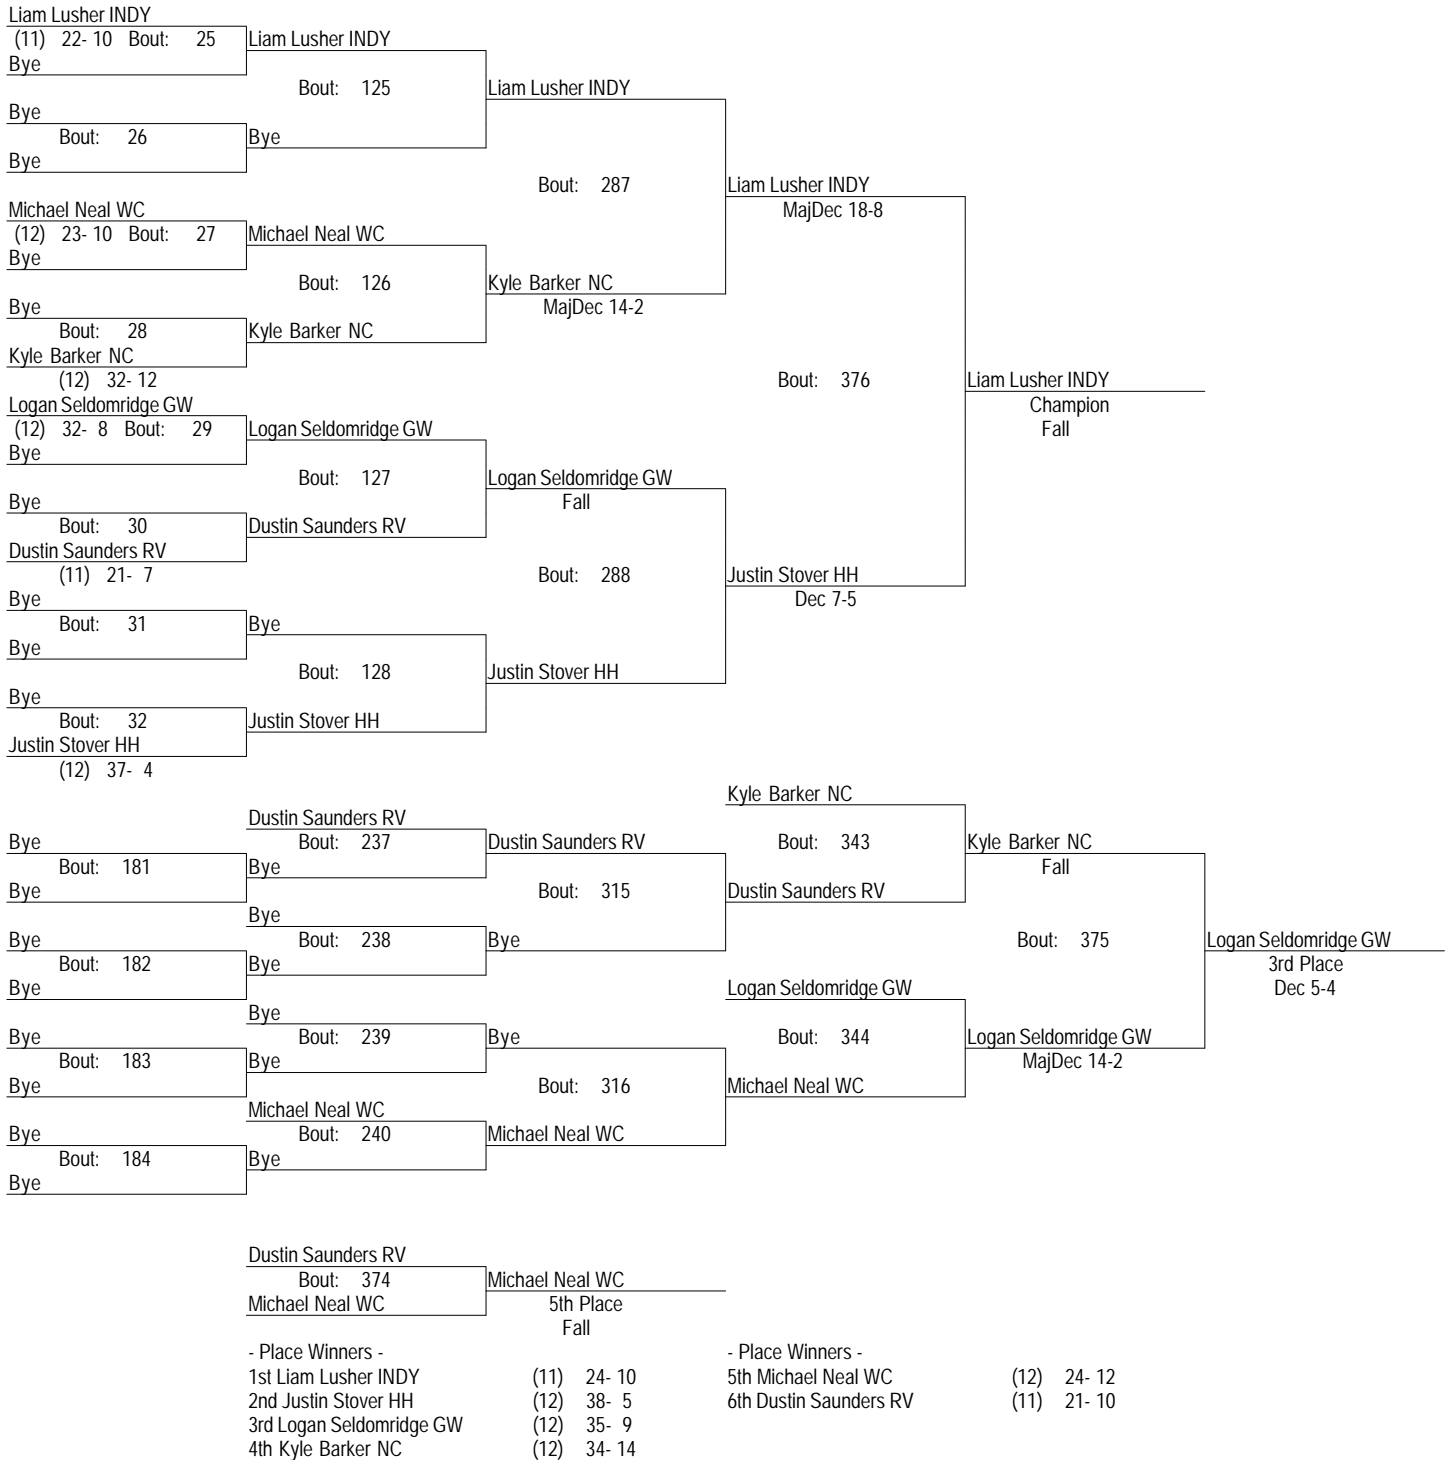 Liam Lusher INDY
(11) 22- 10 Bout: 25 Liam Lusher INDY
Bye
Bout: 125 Liam Lusher INDY
Bye
Bout: 26 Bye
Bye
Bout: 287 Liam Lusher INDY
MajDec 18-8
Michael Neal WC
(12) 23- 10 Bout: 27 Michael Neal WC
Bye
Bout: 126 Kyle Barker NC
MajDec 14-2
Bye
Bout: 28 Kyle Barker NC
Kyle Barker NC
(12) 32- 12
Bout: 376 Liam Lusher INDY
Champion
Fall
Logan Seldomridge GW
(12) 32- 8 Bout: 29 Logan Seldomridge GW
Bye
Bout: 127 Logan Seldomridge GW
Fall
Bye
Bout: 30 Dustin Saunders RV
Dustin Saunders RV
(11) 21- 7
Bout: 288 Justin Stover HH
Dec 7-5
Bye
Bout: 31 Bye
Bye
Bout: 128 Justin Stover HH
Bye
Bout: 32 Justin Stover HH
Justin Stover HH
(12) 37- 4
Kyle Barker NC
Dustin Saunders RV
Bye Bout: 237 Dustin Saunders RV Bout: 343 Kyle Barker NC
Bout: 181 Bye Fall
Bye Bout: 315 Dustin Saunders RV
Bye
Bye Bout: 238 Bye Bout: 375 Logan Seldomridge GW
Bout: 182 Bye 3rd Place
Bye Logan Seldomridge GW Dec 5-4
Bye
Bye Bout: 239 Bye Bout: 344 Logan Seldomridge GW
Bout: 183 Bye MajDec 14-2
Bye Bout: 316 Michael Neal WC
Michael Neal WC
Bye Bout: 240 Michael Neal WC
Bout: 184 Bye
Bye
Dustin Saunders RV
Bout: 374 Michael Neal WC
Michael Neal WC 5th Place
Fall
- Place Winners - - Place Winners -
1st Liam Lusher INDY (11) 24- 10 5th Michael Neal WC (12) 24- 12
2nd Justin Stover HH (12) 38- 5 6th Dustin Saunders RV (11) 21- 10
3rd Logan Seldomridge GW (12) 35- 9
4th Kyle Barker NC (12) 34- 14